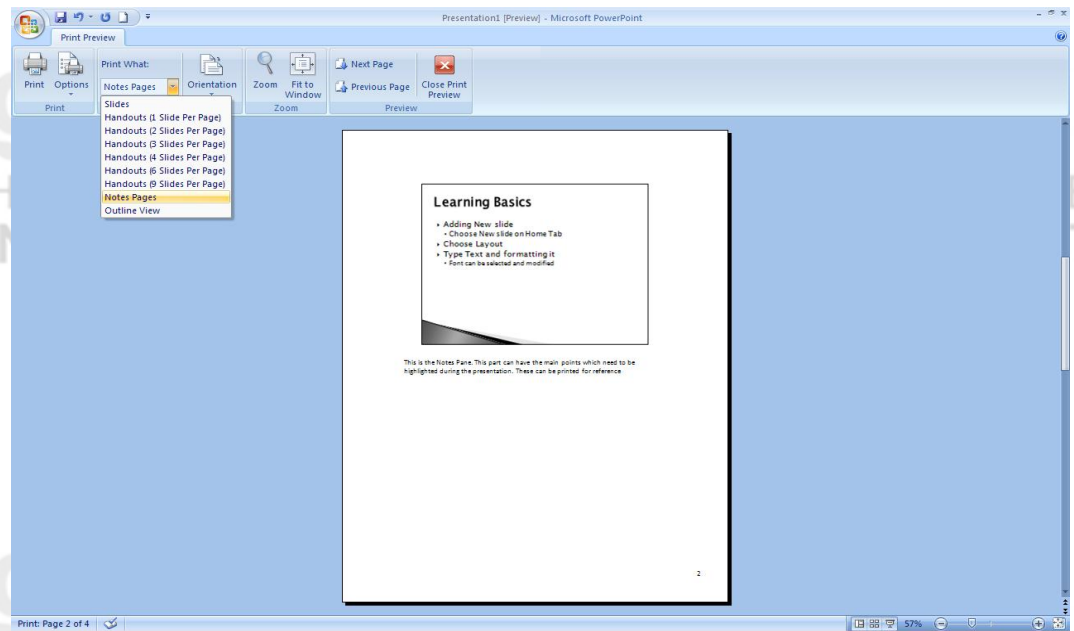 Presentation1 [Preview] - Microsoft PowerPoint
Print Preview
Print What:
Notes Pages
Print
Options
Orientation
Zoom
Fit to
Window
Next Page
Previous Page
Close Print
Preview
Print
Zoom
Preview
Slides
Handouts (1 Slide Per Page)
Handouts (2 Slides Per Page)
Handouts (3 Slides Per Page)
Handouts (4 Slides Per Page)
Handouts (6 Slides Per Page)
Handouts (9 Slides Per Page)
Notes Pages
Outline View
Learning Basics
Adding New slide
Choose New slide on Home Tab
Choose Layout
Type Text and formatting it
Font can be selected and modified
This is the Notes Pane. This part can have the main points which need to be
highlighted during the presentation. These can be printed for reference
2
Print: Page 2 of 4
57%